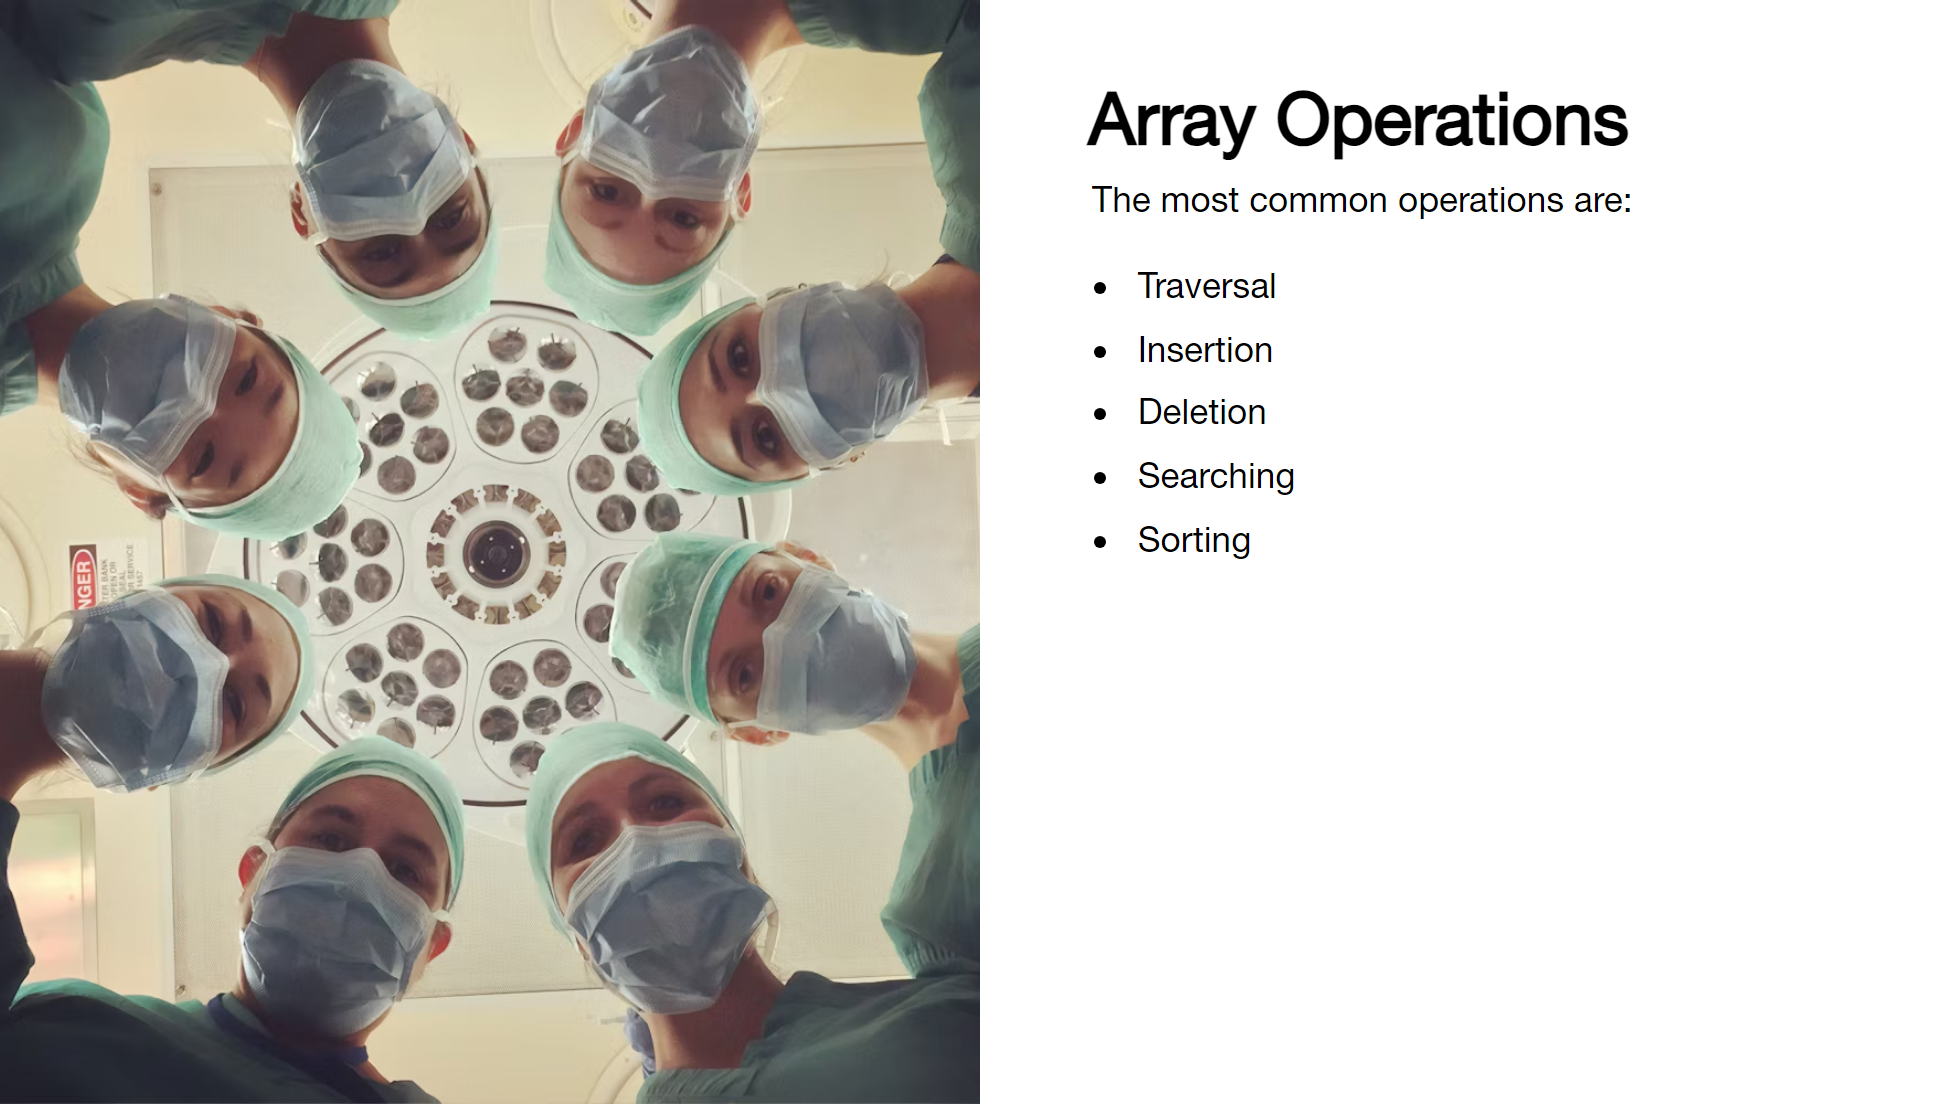 Array Operations
The most common operations are:
• Traversal
• Insertion
• Deletion
• Searching
• Sorting